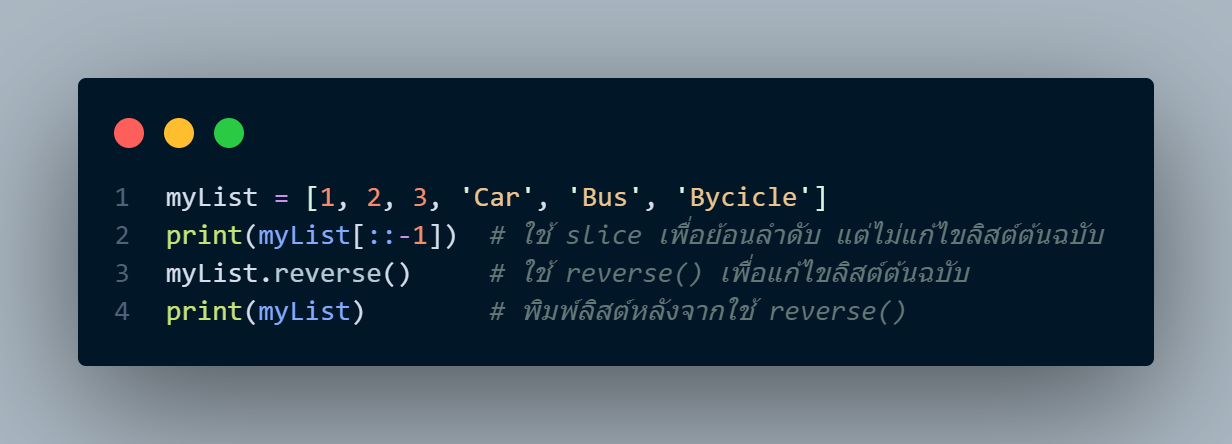 1 myList = [1, 2, 3, 'Car', 'Bus', 'Bycicle']
2 print(myList[::-1])  # ใช้ slice เพื่อย้อนลำดับ แต่ไม่แก้ไขลิสต์ต้นฉบับ
3 myList.reverse()     # ใช้ reverse() เพื่อแก้ไขลิสต์ต้นฉบับ
4 print(myList)        # พิมพ์ลิสต์หลังจากใช้ reverse()